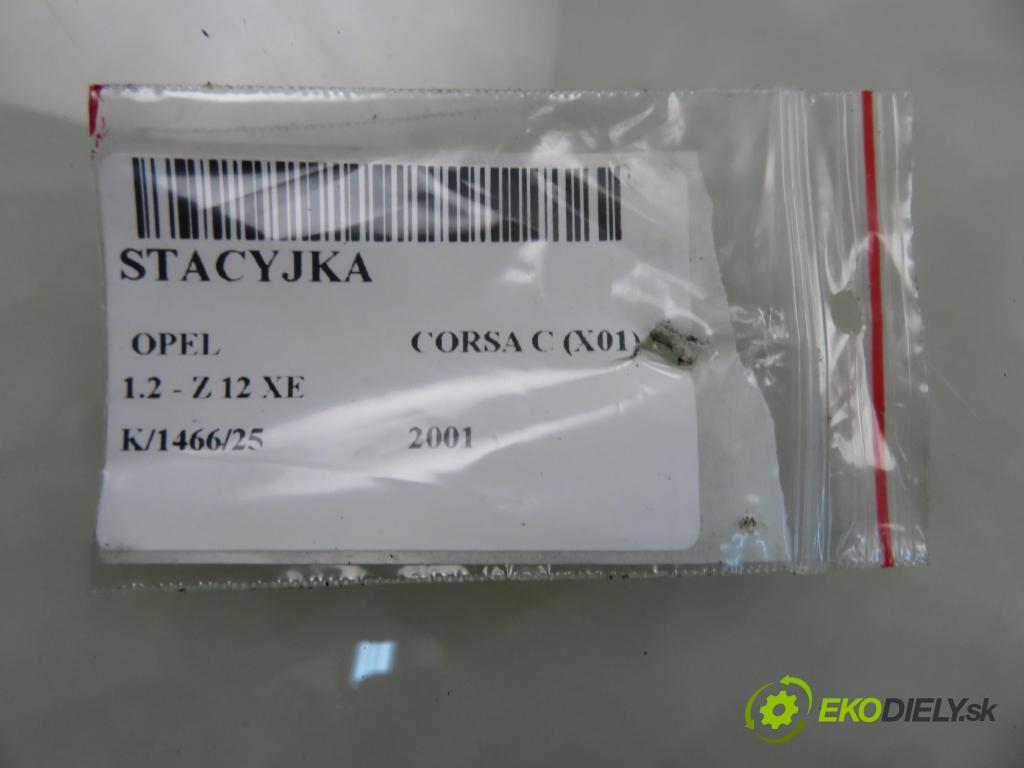 STACYJKA
OPEL CORSA C (X01)
1.2 - Z 12 XE
K/1466/25 2001
EKODIELY.sk